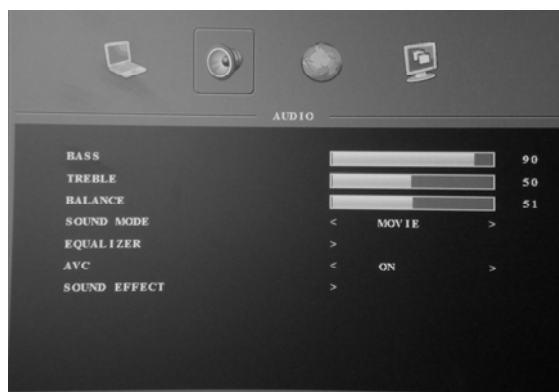 AUDIO
BASS 90
TREBLE 50
BALANCE 51
SOUND MODE < MOVIE >
EQUALIZER >
AVC < ON >
SOUND EFFECT >